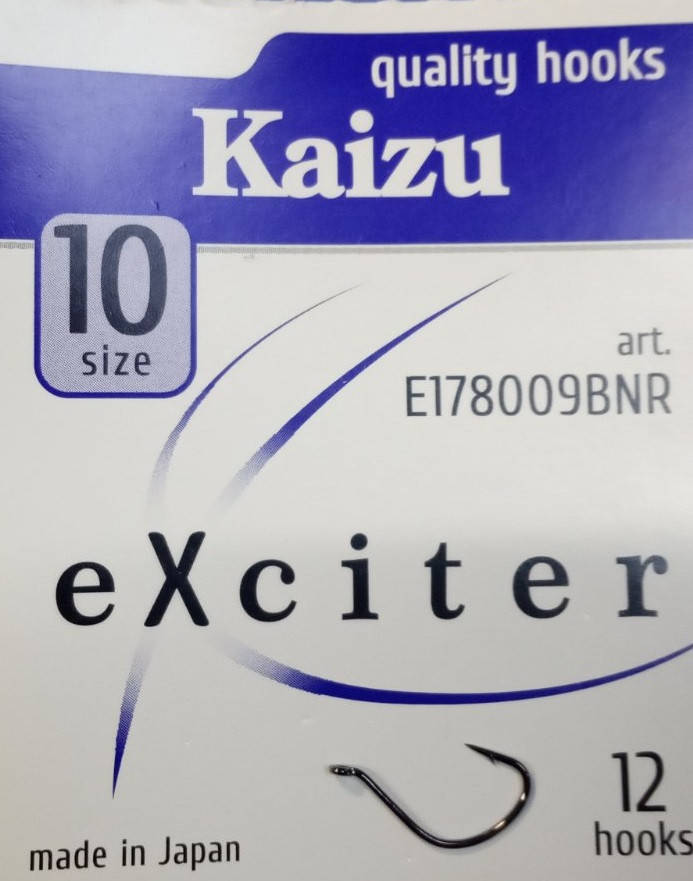 quality hooks
Kaizu
10
size
art.
E178009BNR
eXciter
12
hooks
made in Japan